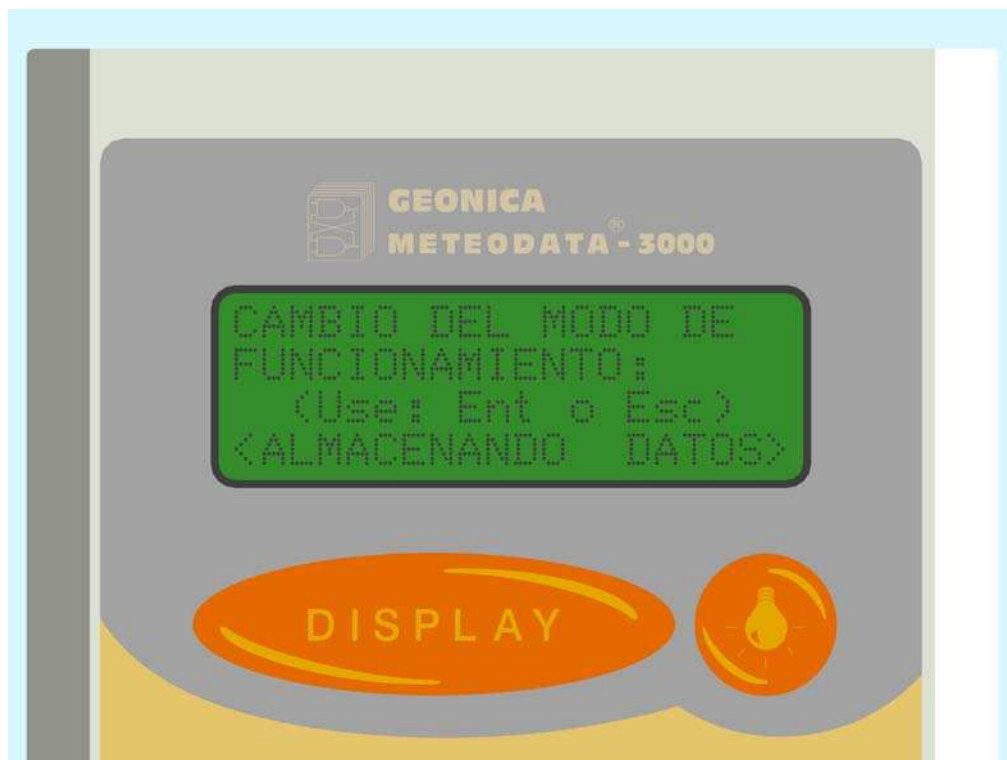 GEONICA
METEODATA®- 3000
CAMBIO DEL MODO DE
FUNCIONAMIENTO:
(Use: Ent o Esc)
<ALMACENANDO DATOS>
DISPLAY